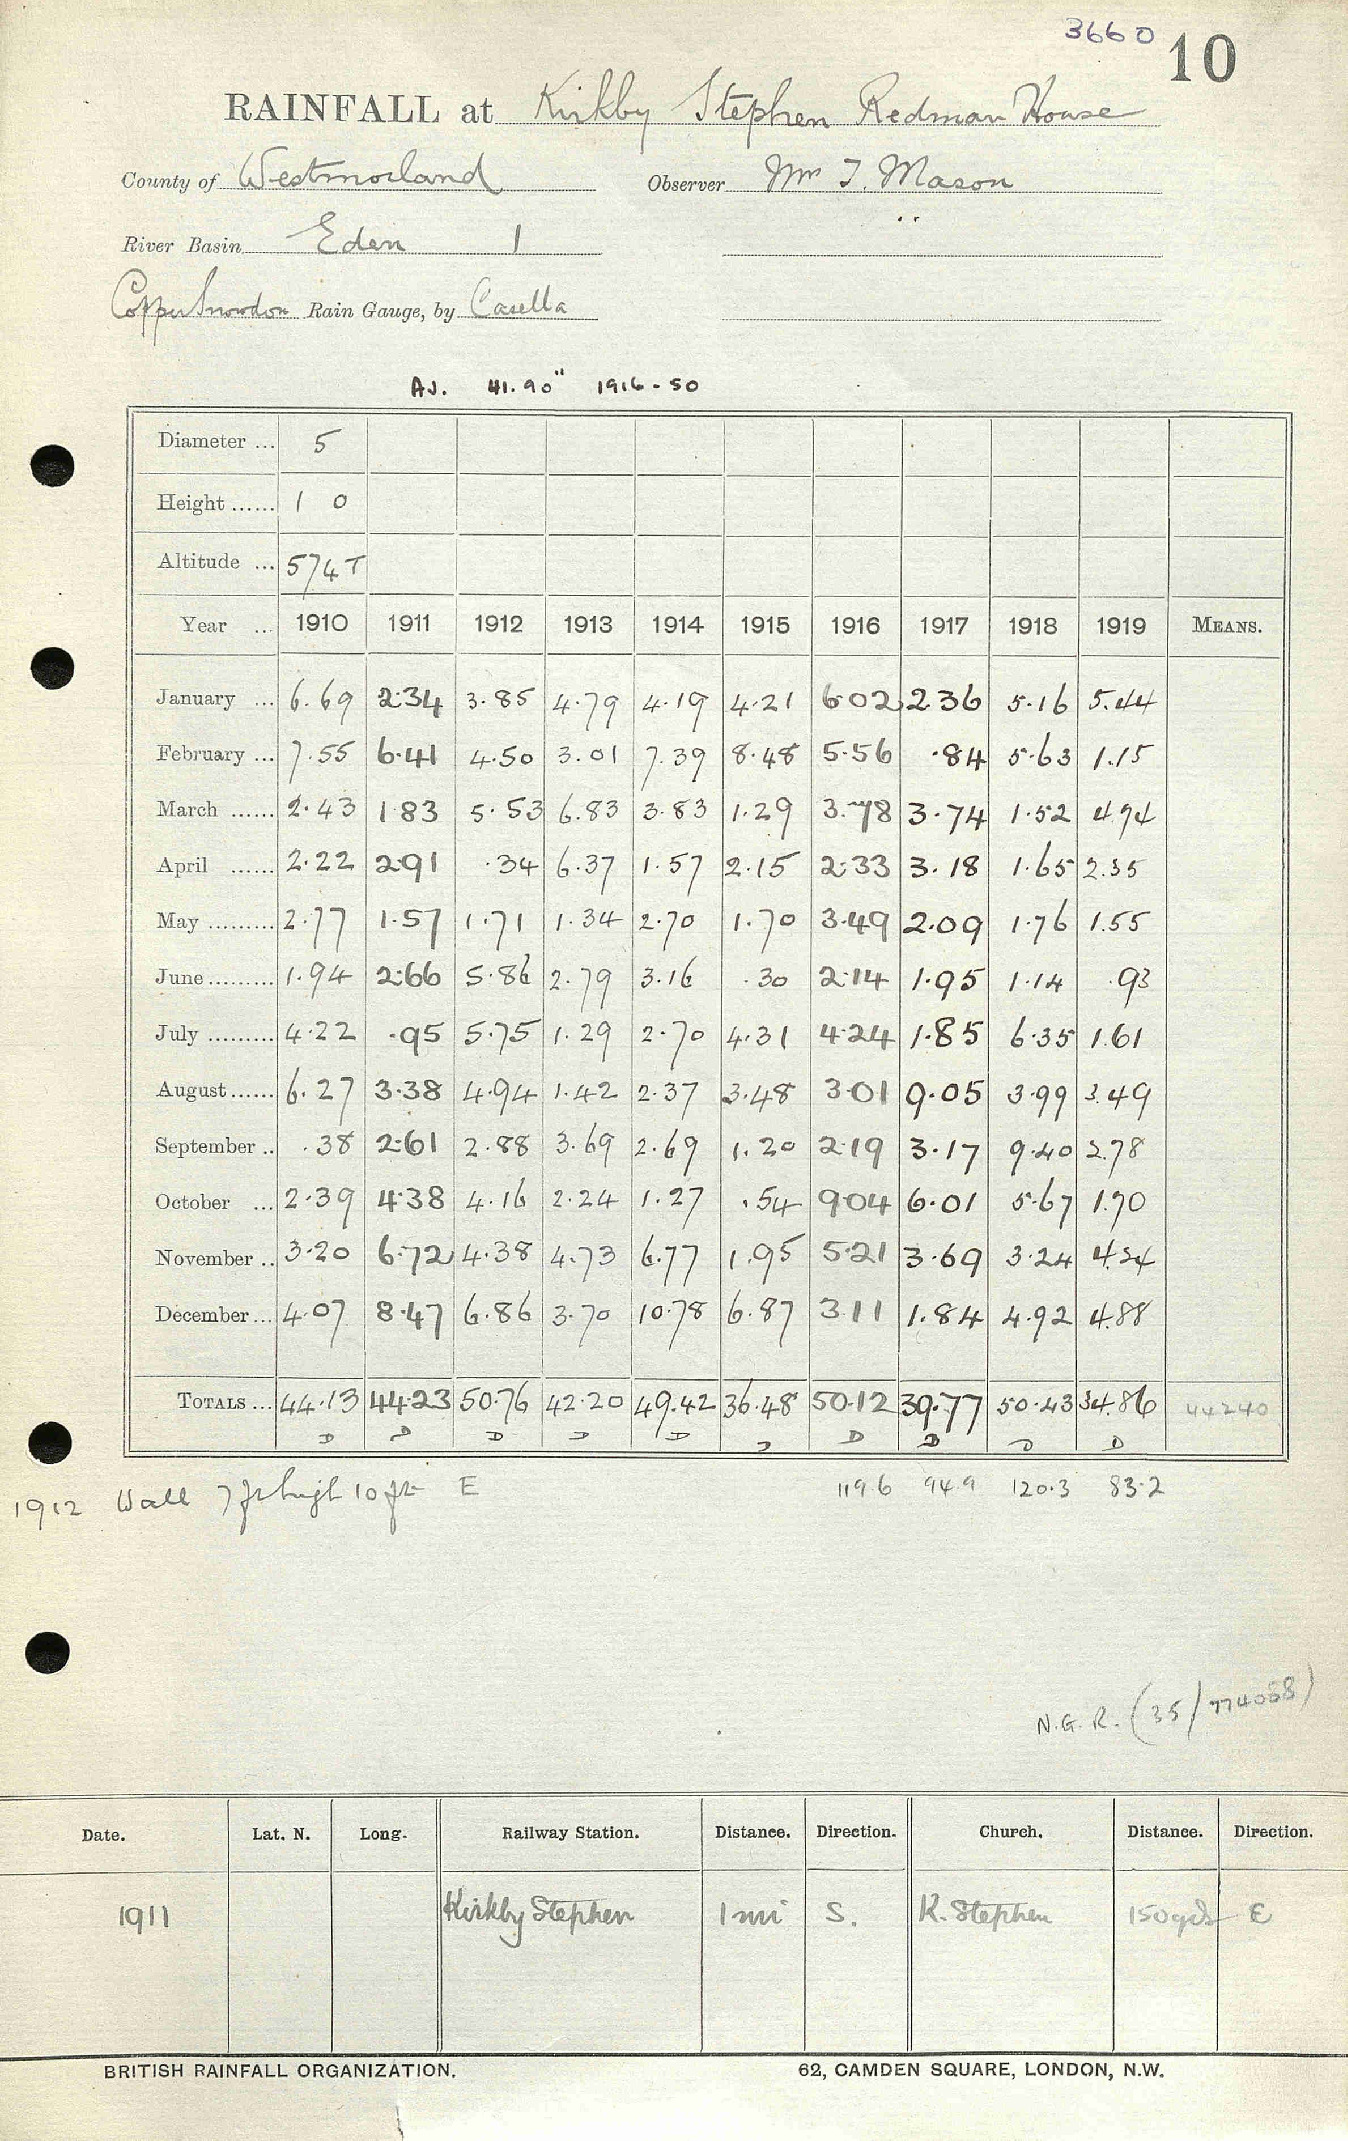 3660 10
RAINFALL at Kirkby Stephen Redman House
County of Westmorland Observer Mr T. Mason
River Basin Eden 1
Copper Snowdon Rain Gauge, by Casella
Av. 41.90" 1916-50
Diameter ... 5
Height ...... 1 0
Altitude ... 574 T
Year ... 1910 1911 1912 1913 1914 1915 1916 1917 1918 1919 MEANS.
January ... 6.69 2.34 3.85 4.79 4.19 4.21 6.02 2.36 5.16 5.44
February ... 7.55 6.41 4.50 3.01 7.39 8.48 5.56 .84 5.63 1.15
March ...... 2.43 1.83 5.53 6.83 3.83 1.29 3.78 3.74 1.52 4.74
April ...... 2.22 2.91 .34 6.37 1.57 2.15 2.33 3.18 1.65 2.35
May ......... 2.77 1.57 1.71 1.34 2.70 1.70 3.49 2.09 1.76 1.55
June ......... 1.94 2.66 5.86 2.79 3.16 .30 2.14 1.95 1.14 .93
July ......... 4.22 .95 5.75 1.29 2.70 4.31 4.24 1.85 6.35 1.61
August ...... 6.27 3.38 4.94 1.42 2.37 3.48 3.01 9.05 3.99 3.49
September .. .38 2.61 2.88 3.69 2.69 1.20 2.19 3.17 9.40 2.78
October ... 2.39 4.38 4.16 2.24 1.27 .54 9.04 6.01 5.67 1.70
November .. 3.20 6.72 4.38 4.73 6.77 1.95 5.21 3.69 3.24 4.24
December ... 4.07 8.47 6.86 3.70 10.78 6.87 3.11 1.84 4.92 4.88
TOTALS ... 44.13 44.23 50.76 42.20 49.42 36.48 50.12 39.77 50.43 34.86 44240
D D D D D D D D D D
1912 Wall 7 ft high 10 ft E 119.6 94.9 120.3 83.2
N.G.R. (35/774088)
Date. Lat. N. Long. Railway Station. Distance. Direction. Church. Distance. Direction.
1911 Kirkby Stephen 1 mi S. K. Stephen 150 yds E
BRITISH RAINFALL ORGANIZATION. 62, CAMDEN SQUARE, LONDON, N.W.